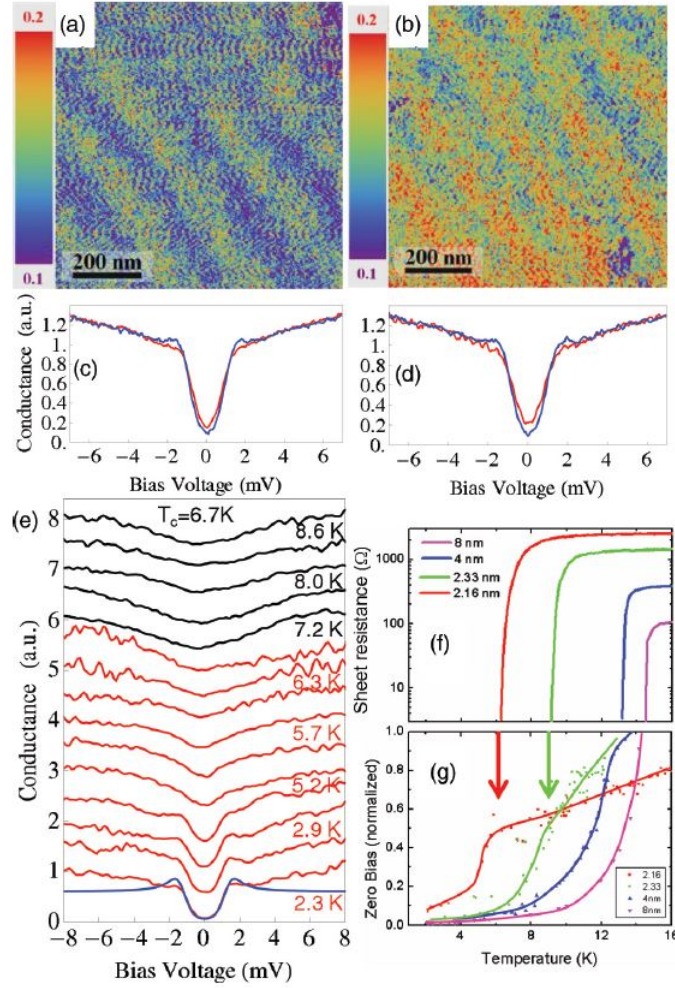 0.2
(a)
200 nm
0.1
0.2
(b)
200 nm
0.1
Conductance (a.u.)
1.2
1.
0.8
0.6
0.4
0.2
0.
(c)
−6 −4 −2 0 2 4 6
Bias Voltage (mV)
1.2
1.
0.8
0.6
0.4
0.2
0.
(d)
−6 −4 −2 0 2 4 6
Bias Voltage (mV)
(e)
Conductance (a.u.)
8
7
6
5
4
3
2
1
0
Tc=6.7K
8.6 K
8.0 K
7.2 K
6.3 K
5.7 K
5.2 K
2.9 K
2.3 K
−8 −6 −4 −2 0 2 4 6 8
Bias Voltage (mV)
Sheet resistance (Ω)
1000
100
10
8 nm
4 nm
2.33 nm
2.16 nm
(f)
Zero Bias (normalized)
1.0
0.8
0.6
0.4
0.2
0.0
(g)
2.16
2.33
4nm
8nm
4 8 12 16
Temperature (K)